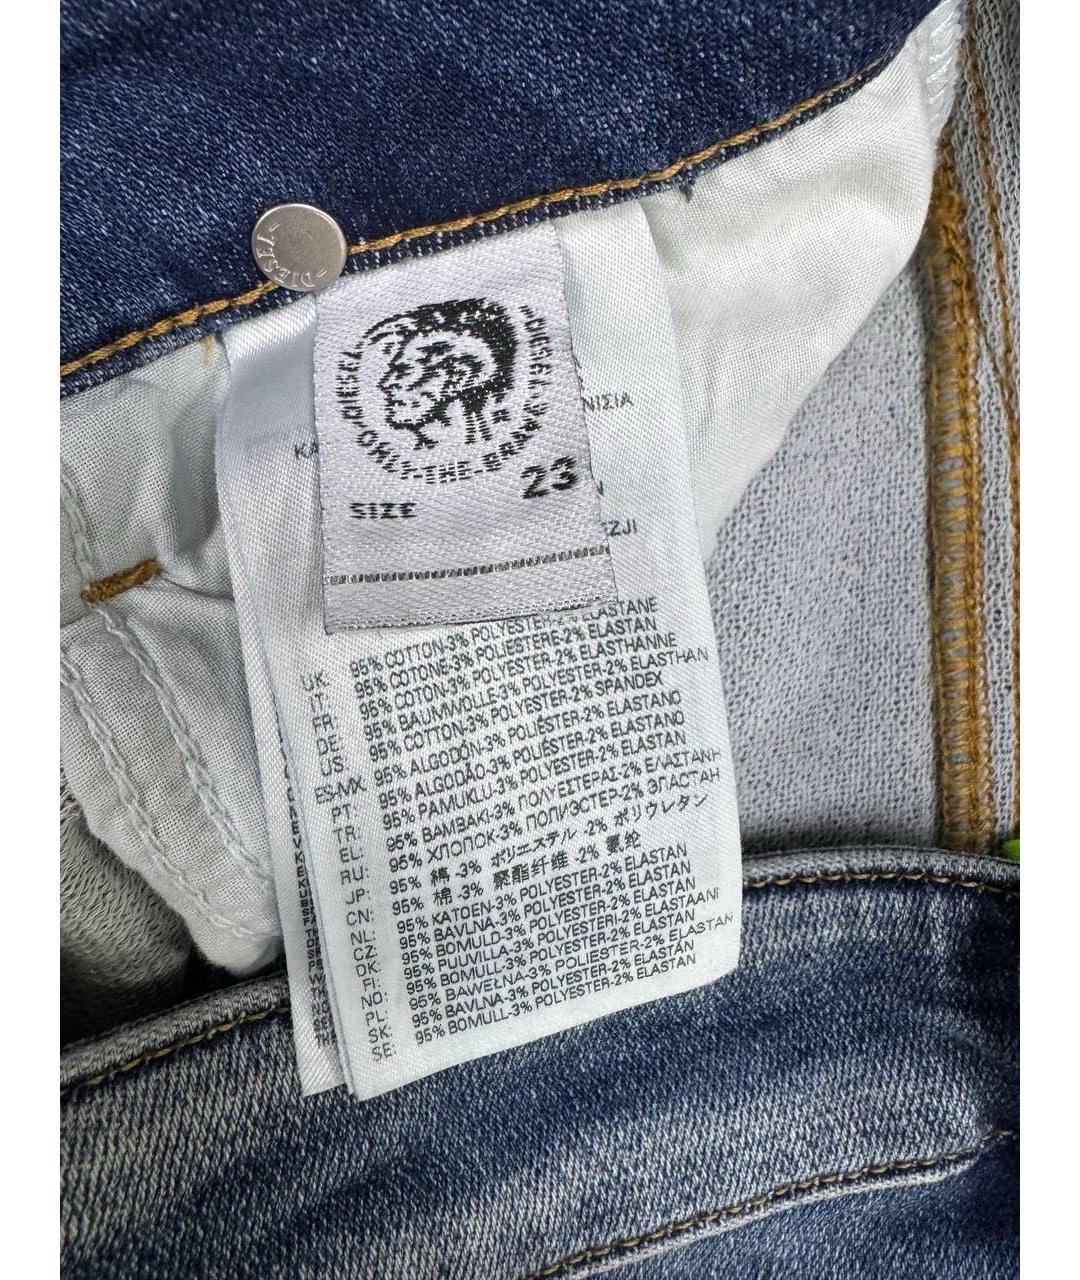 DIESEL
DIESEL
ONLY-THE-BRAVE
DIESEL
SIZE 23
ΝΙΣΙΑ
KA
EZJI
UK: 95% COTTON-3% POLYESTER-2% ELASTANE
IT: 95% COTONE-3% POLIESTERE-2% ELASTAN
FR: 95% COTON-3% POLYESTER-2% ELASTHANNE
DE: 95% BAUMWOLLE-3% POLYESTER-2% ELASTHAN
US: 95% COTTON-3% POLYESTER-2% SPANDEX
ES-MX: 95% ALGODÓN-3% POLIÉSTER-2% ELASTANO
PT: 95% ALGODÃO-3% POLIÉSTER-2% ELASTANO
TR: 95% PAMUKLU-3% POLYESTER-2% ELASTAN
EL: 95% ΒΑΜΒΑΚΙ-3% ΠΟΛΥΕΣΤΕΡΑΣ-2% ΕΛΑΣΤΑΝΗ
RU: 95% ХЛОПОК-3% ПОЛИЭСТЕР-2% ЭЛАСТАН
JP: 95% 綿 -3% ポリエステル -2% ポリウレタン
CN: 95% 棉 -3% 聚酯纤维 -2% 氨纶
NL: 95% KATOEN-3% POLYESTER-2% ELASTAN
CZ: 95% BAVLNA-3% POLYESTER-2% ELASTAN
DK: 95% BOMULD-3% POLYESTER-2% ELASTAN
FI: 95% PUUVILLA-3% POLYESTER-2% ELASTAANI
NO: 95% BOMULL-3% POLYESTER-2% ELASTAN
PL: 95% BAWEŁNA-3% POLIESTER-2% ELASTAN
SK: 95% BAVLNA-3% POLYESTER-2% ELASTAN
SE: 95% BOMULL-3% POLYESTER-2% ELASTAN